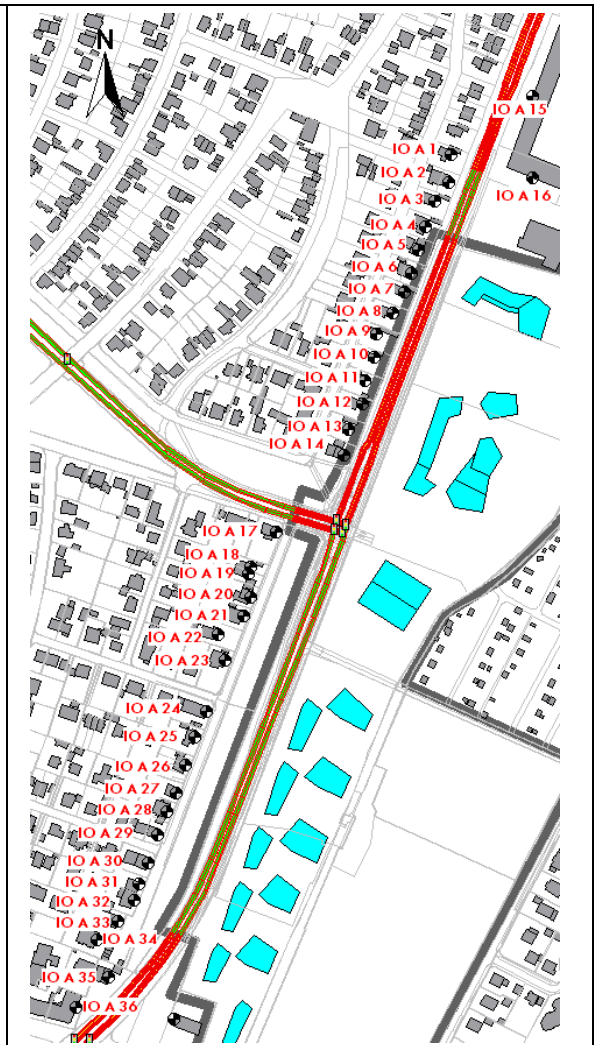 N
IO A 15
IO A 1
IO A 2
IO A 16
IO A 3
IO A 4
IO A 5
IO A 6
IO A 7
IO A 8
IO A 9
IO A 10
IO A 11
IO A 12
IO A 13
IO A 14
IO A 17
IO A 18
IO A 19
IO A 20
IO A 21
IO A 22
IO A 23
IO A 24
IO A 25
IO A 26
IO A 27
IO A 28
IO A 29
IO A 30
IO A 31
IO A 32
IO A 33
IO A 34
IO A 35
IO A 36